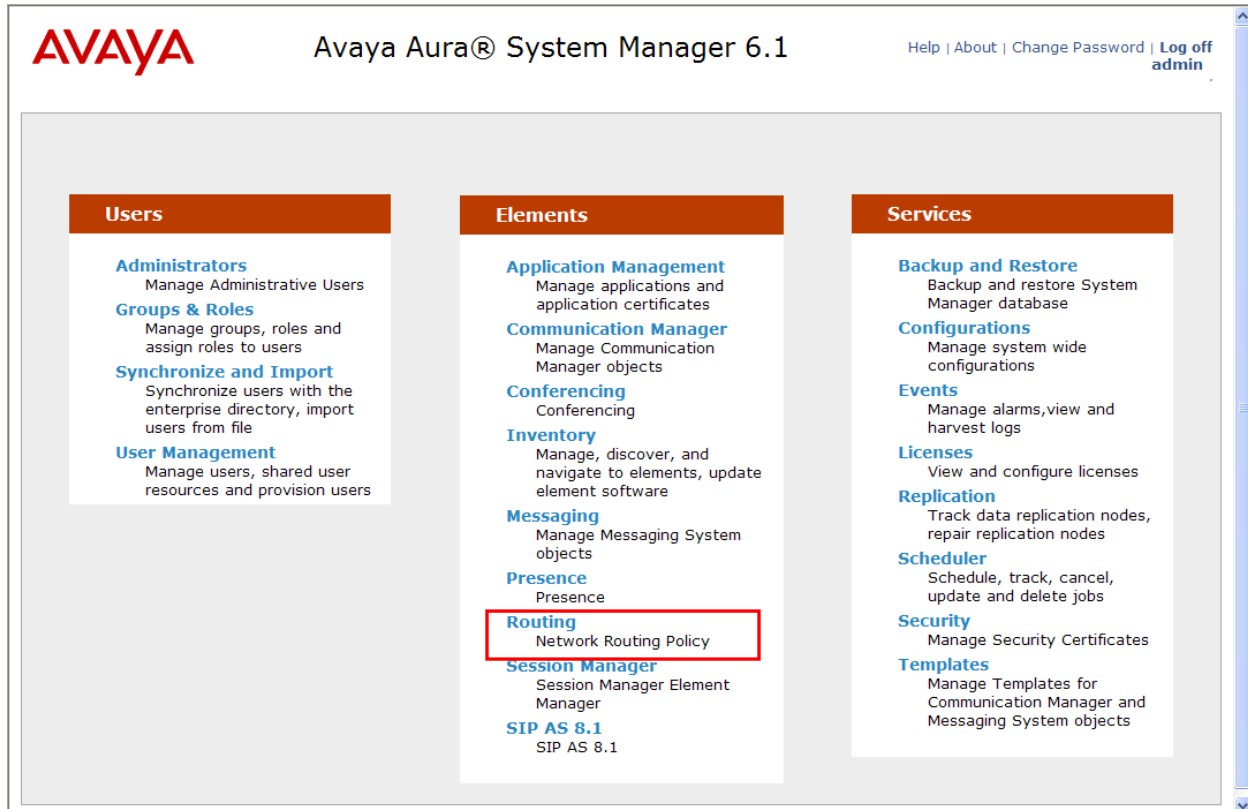 AVAYA
Avaya Aura® System Manager 6.1
Help | About | Change Password | Log off
admin
Users
Administrators
Manage Administrative Users
Groups & Roles
Manage groups, roles and
assign roles to users
Synchronize and Import
Synchronize users with the
enterprise directory, import
users from file
User Management
Manage users, shared user
resources and provision users
Elements
Application Management
Manage applications and
application certificates
Communication Manager
Manage Communication
Manager objects
Conferencing
Conferencing
Inventory
Manage, discover, and
navigate to elements, update
element software
Messaging
Manage Messaging System
objects
Presence
Presence
Routing
Network Routing Policy
Session Manager
Session Manager Element
Manager
SIP AS 8.1
SIP AS 8.1
Services
Backup and Restore
Backup and restore System
Manager database
Configurations
Manage system wide
configurations
Events
Manage alarms,view and
harvest logs
Licenses
View and configure licenses
Replication
Track data replication nodes,
repair replication nodes
Scheduler
Schedule, track, cancel,
update and delete jobs
Security
Manage Security Certificates
Templates
Manage Templates for
Communication Manager and
Messaging System objects